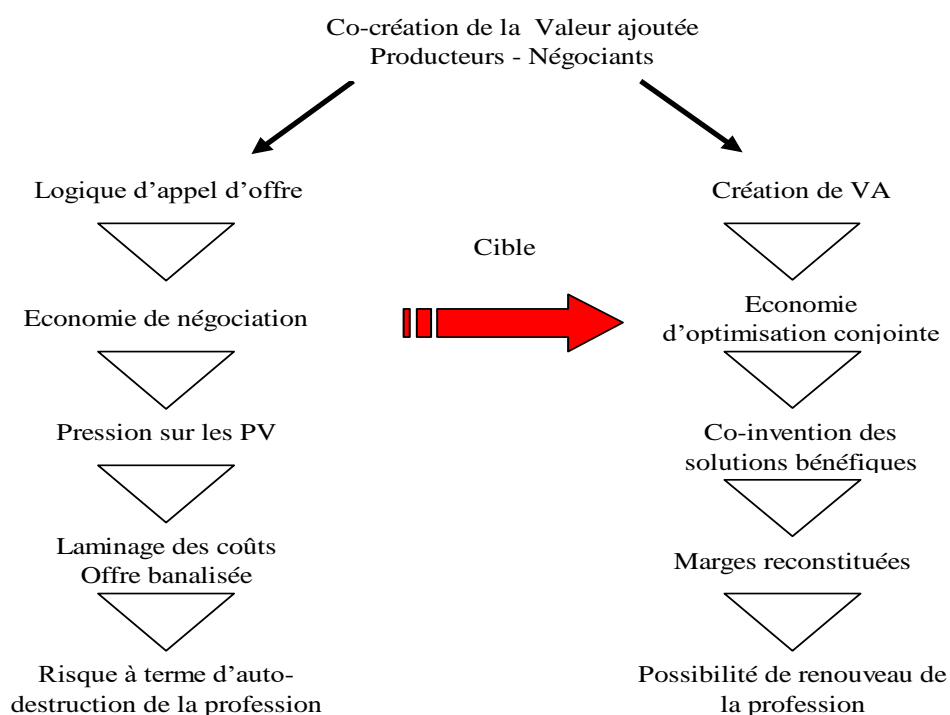 Co-création de la Valeur ajoutée
Producteurs - Négociants
Logique d’appel d’offre
Economie de négociation
Pression sur les PV
Laminage des coûts
Offre banalisée
Risque à terme d’auto-
destruction de la profession
Cible
Création de VA
Economie
d’optimisation conjointe
Co-invention des
solutions bénéfiques
Marges reconstituées
Possibilité de renouveau de
la profession